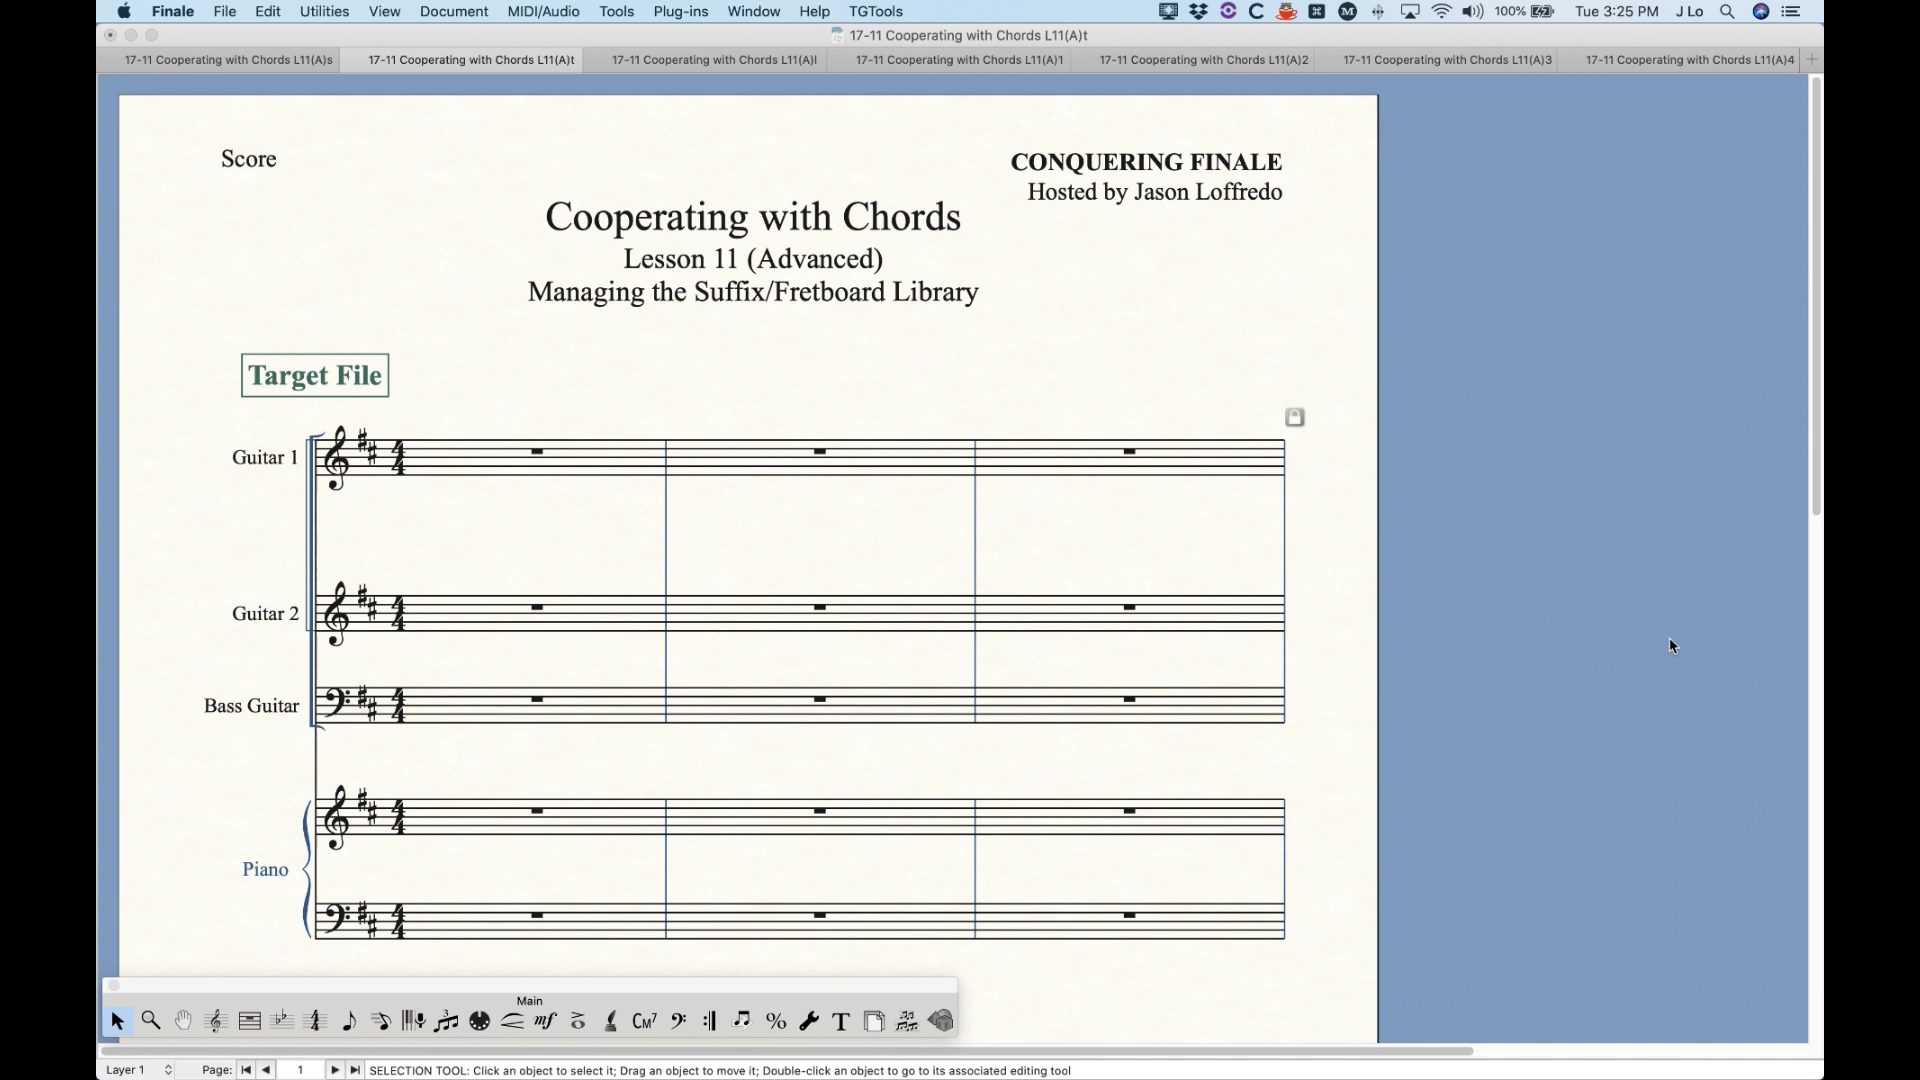 Finale File Edit Utilities View Document MIDI/Audio Tools Plug-ins Window Help TGTools 100% Tue 3:25 PM J Lo
17-11 Cooperating with Chords L11(A)t
17-11 Cooperating with Chords L11(A)s 17-11 Cooperating with Chords L11(A)t 17-11 Cooperating with Chords L11(A)l 17-11 Cooperating with Chords L11(A)1 17-11 Cooperating with Chords L11(A)2 17-11 Cooperating with Chords L11(A)3 17-11 Cooperating with Chords L11(A)4
Score
CONQUERING FINALE
Hosted by Jason Loffredo
Cooperating with Chords
Lesson 11 (Advanced)
Managing the Suffix/Fretboard Library
Target File
Guitar 1
Guitar 2
Bass Guitar
Piano
Main
mf CM7 % T
Layer 1 Page: 1 SELECTION TOOL: Click an object to select it; Drag an object to move it; Double-click an object to go to its associated editing tool